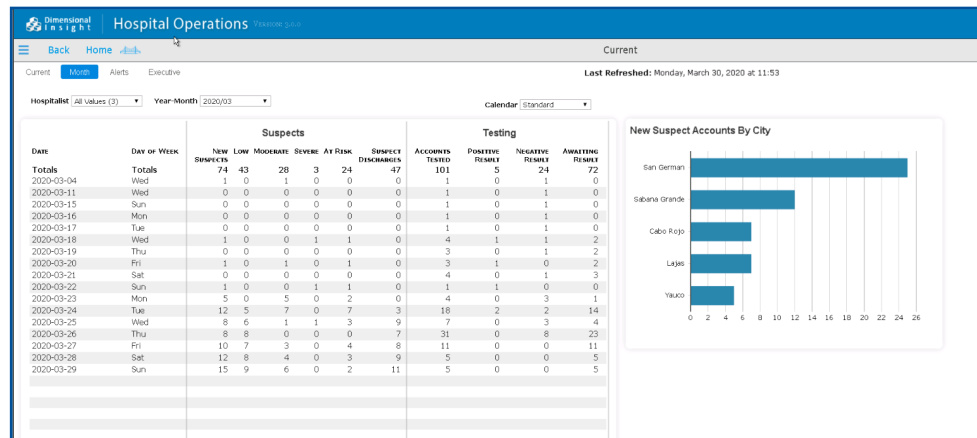 Dimensional Insight Hospital Operations VERSION: 3.0.0
Back Home Current
Current Month Alerts Executive Last Refreshed: Monday, March 30, 2020 at 11:53
Hospitalist All Values (3) Year-Month 2020/03 Calendar Standard
Suspects Testing
DATE DAY OF WEEK NEW SUSPECTS LOW MODERATE SEVERE AT RISK SUSPECT DISCHARGES ACCOUNTS TESTED POSITIVE RESULT NEGATIVE RESULT AWAITING RESULT
Totals Totals 74 43 28 3 24 47 101 5 24 72
2020-03-04 Wed 1 0 1 0 0 0 1 0 1 0
2020-03-11 Wed 0 0 0 0 0 0 1 0 1 0
2020-03-15 Sun 0 0 0 0 0 0 1 0 1 0
2020-03-16 Mon 0 0 0 0 0 0 1 0 1 0
2020-03-17 Tue 0 0 0 0 0 0 1 0 1 0
2020-03-18 Wed 1 0 0 1 1 0 4 1 1 2
2020-03-19 Thu 0 0 0 0 0 0 3 0 1 2
2020-03-20 Fri 1 0 1 0 1 0 3 1 0 2
2020-03-21 Sat 0 0 0 0 0 0 4 0 1 3
2020-03-22 Sun 1 0 0 1 1 0 1 1 0 0
2020-03-23 Mon 5 0 5 0 2 0 4 0 3 1
2020-03-24 Tue 12 5 7 0 7 3 18 2 2 14
2020-03-25 Wed 8 6 1 1 3 9 7 0 3 4
2020-03-26 Thu 8 8 0 0 0 7 31 0 8 23
2020-03-27 Fri 10 7 3 0 4 8 11 0 0 11
2020-03-28 Sat 12 8 4 0 3 9 5 0 0 5
2020-03-29 Sun 15 9 6 0 2 11 5 0 0 5
New Suspect Accounts By City
San German
Sabana Grande
Cabo Rojo
Lajas
Yauco
0 2 4 6 8 10 12 14 16 18 20 22 24 26